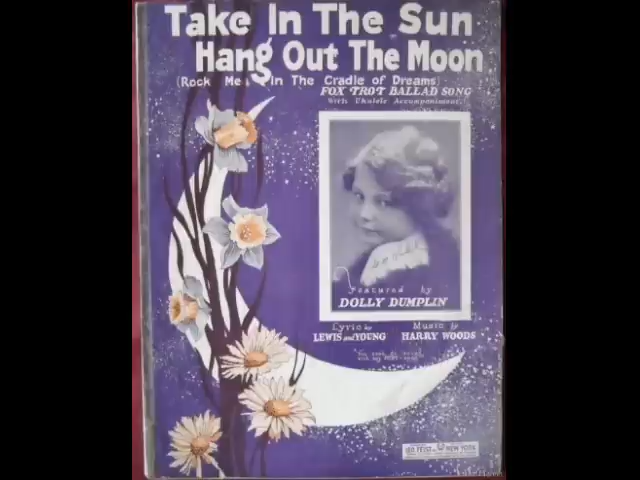 Take In The Sun
Hang Out The Moon
(Rock Me In The Cradle of Dreams)
FOX TROT BALLAD SONG
With Ukulele Accompaniment.
Featured by
DOLLY DUMPLIN
Lyric by
LEWIS and YOUNG
Music by
HARRY WOODS
LEO FEIST NEW YORK